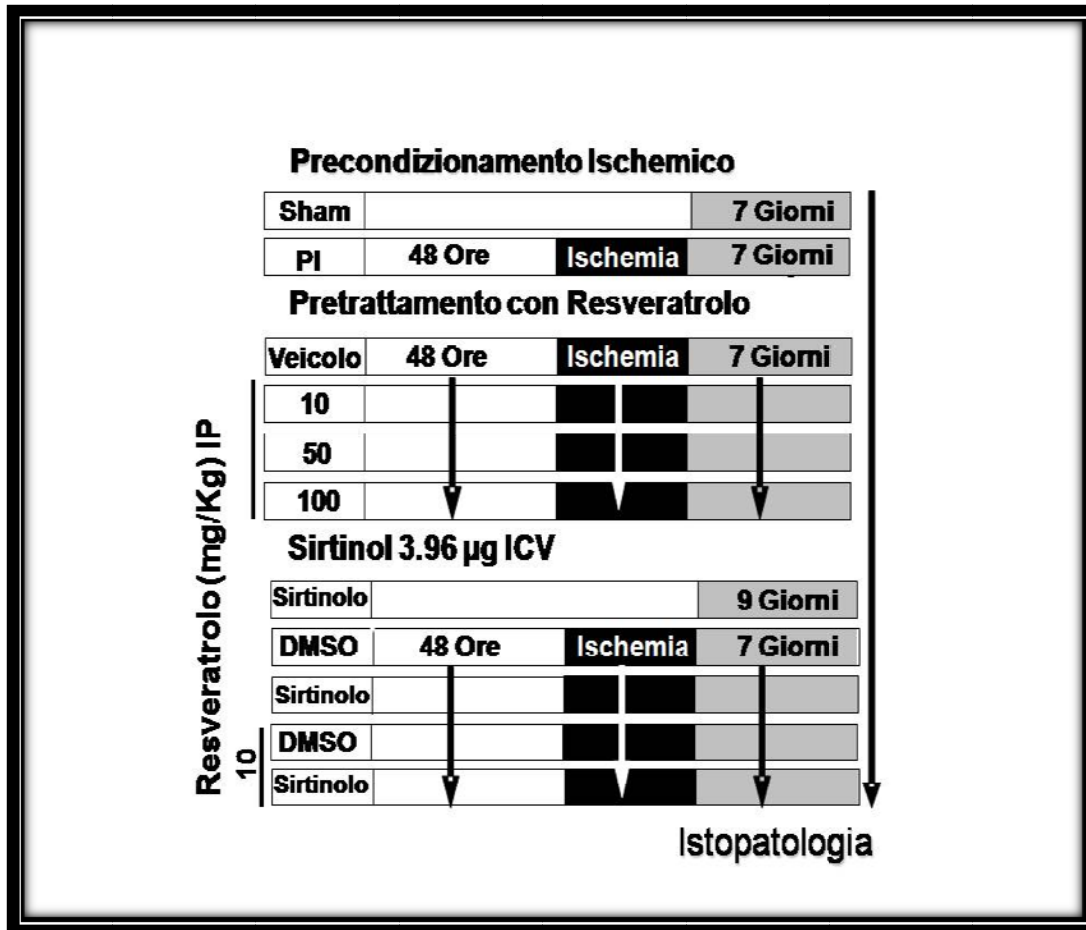 Precondizionamento Ischemico
Sham 7 Giorni
PI 48 Ore Ischemia 7 Giorni
Pretrattamento con Resveratrolo
Veicolo 48 Ore Ischemia 7 Giorni
10
50
100
Resveratrolo (mg/Kg) IP
Sirtinol 3.96 µg ICV
Sirtinolo 9 Giorni
DMSO 48 Ore Ischemia 7 Giorni
Sirtinolo
10
DMSO
Sirtinolo
Istopatologia